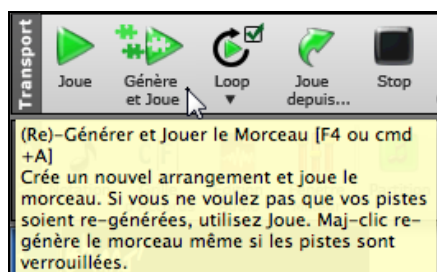 Transport
Joue
Génère
et Joue
Loop
Joue
depuis...
Stop
(Re)-Générer et Jouer le Morceau [F4 ou cmd
+A]
Crée un nouvel arrangement et joue le
morceau. Si vous ne voulez pas que vos pistes
soient re-générées, utilisez Joue. Maj-clic re-
génère le morceau même si les pistes sont
verrouillées.